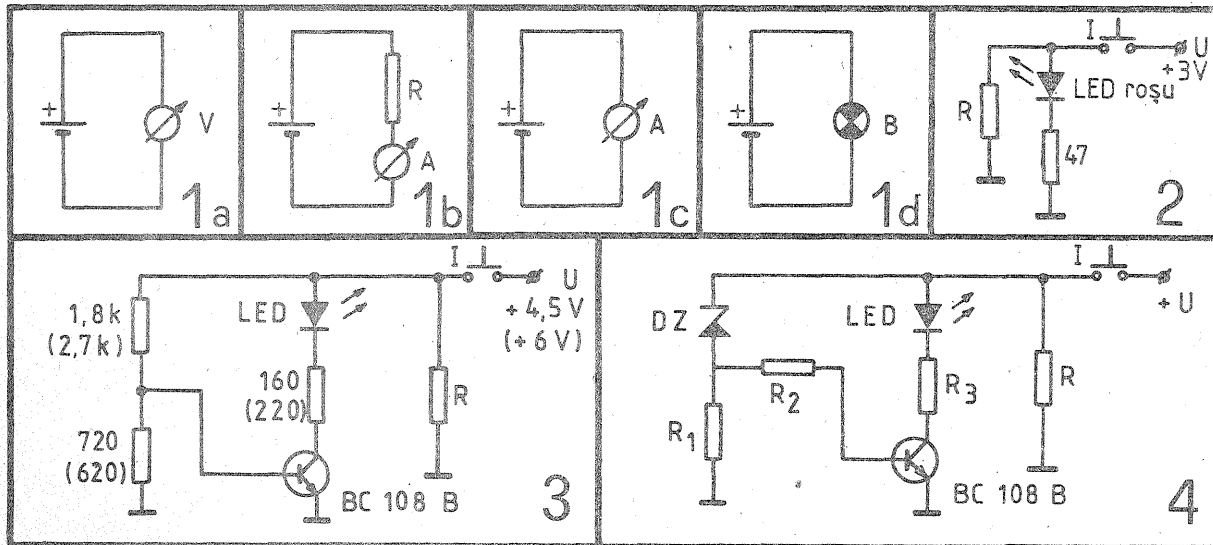 +
V
1a
+
R
A
1b
+
A
1c
+
B
1d
I
U
+3V
LED roșu
R
47
2
I
U
+ 4,5 V
(+ 6 V)
1,8k
(2,7k)
LED
160
(220)
R
720
(620)
BC 108 B
3
I
+ U
DZ
LED
R2
R3
R
R1
BC 108 B
4